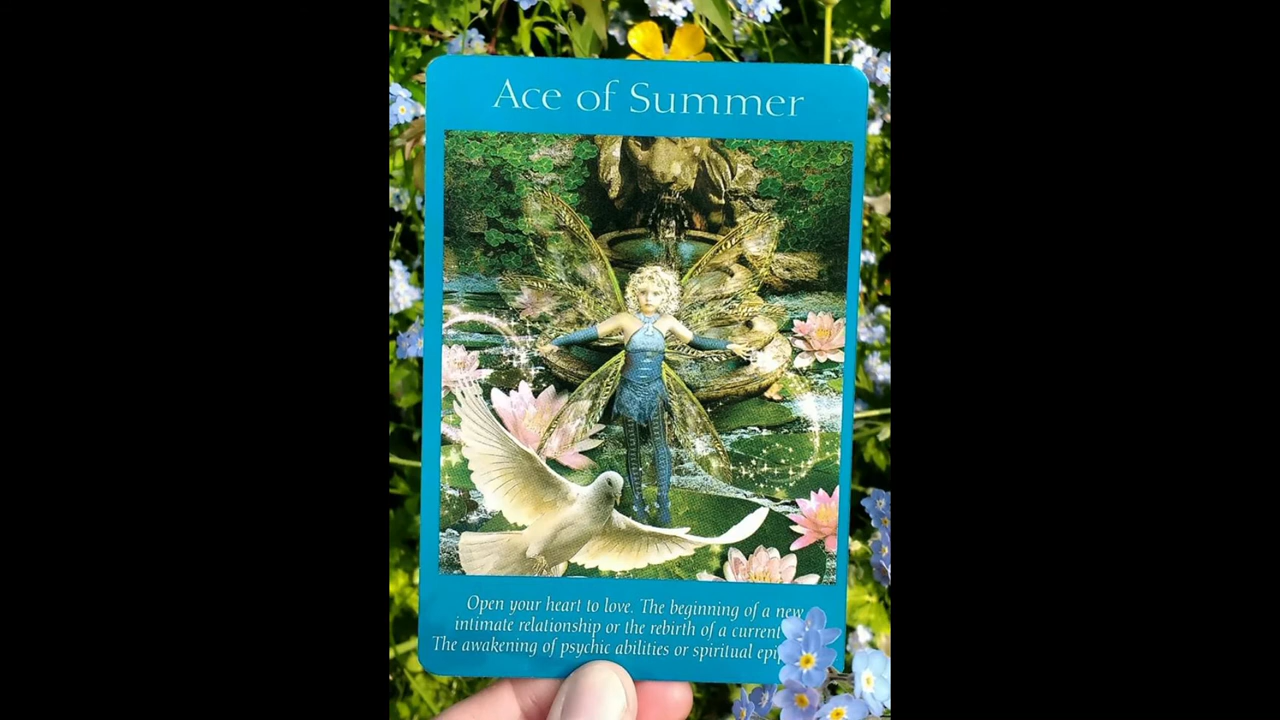 Ace of Summer
Open your heart to love. The beginning of a new
intimate relationship or the rebirth of a current
The awakening of psychic abilities or spiritual